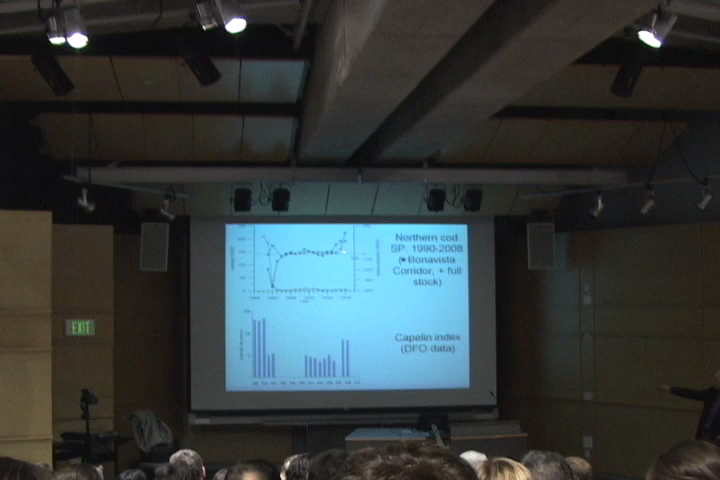 Northern cod
SP, 1990-2008
(• Bonavista
Corridor, + full
stock)
EXIT
Capelin index
(DFO data)